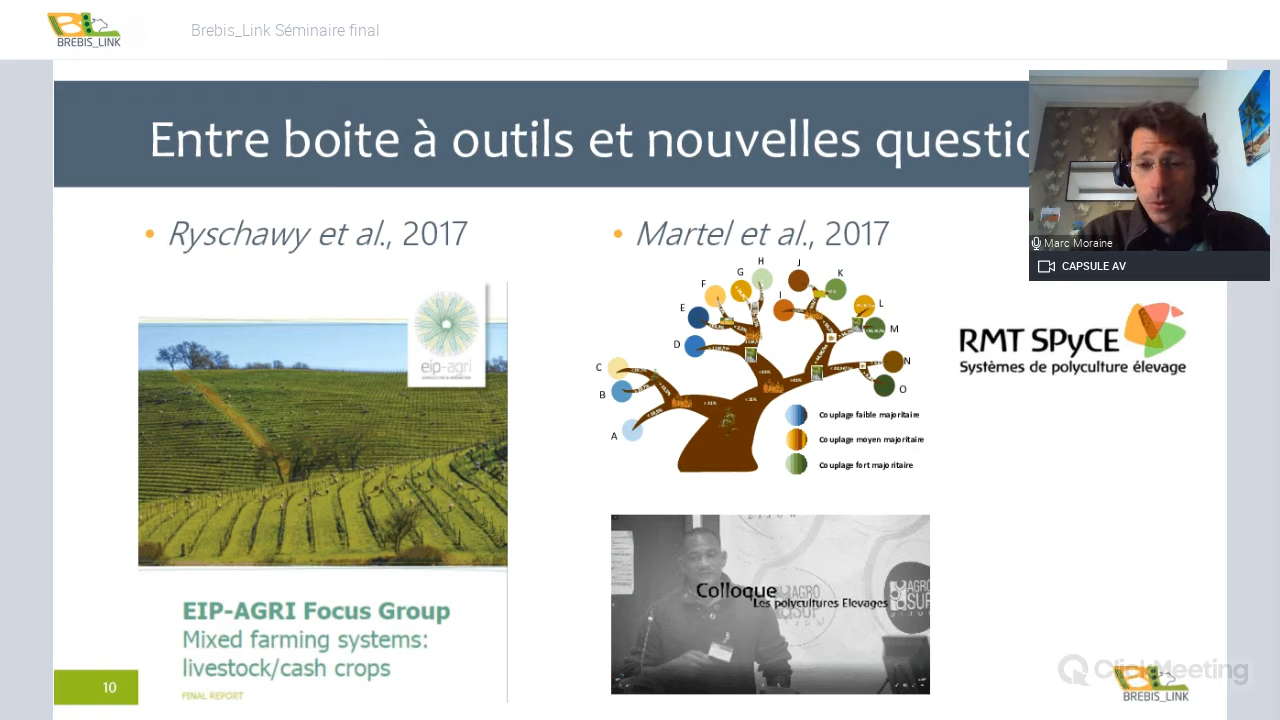 BREBIS_LINK
Brebis_Link Séminaire final
Entre boite à outils et nouvelles questio
Marc Moraine
CAPSULE AV
• Ryschawy et al., 2017
• Martel et al., 2017
eip-agri
AGRICULTURE & INNOVATION
EIP-AGRI Focus Group
Mixed farming systems:
livestock/cash crops
FINAL REPORT
A
B
C
D
E
F
G
H
I
J
K
L
M
N
O
Couplage faible majoritaire
Couplage moyen majoritaire
Couplage fort majoritaire
RMT SPyCE
Systèmes de polyculture élevage
Colloque
Les polycultures Elevages
AGRO
SUP
10
ClickMeeting
BREBIS_LINK